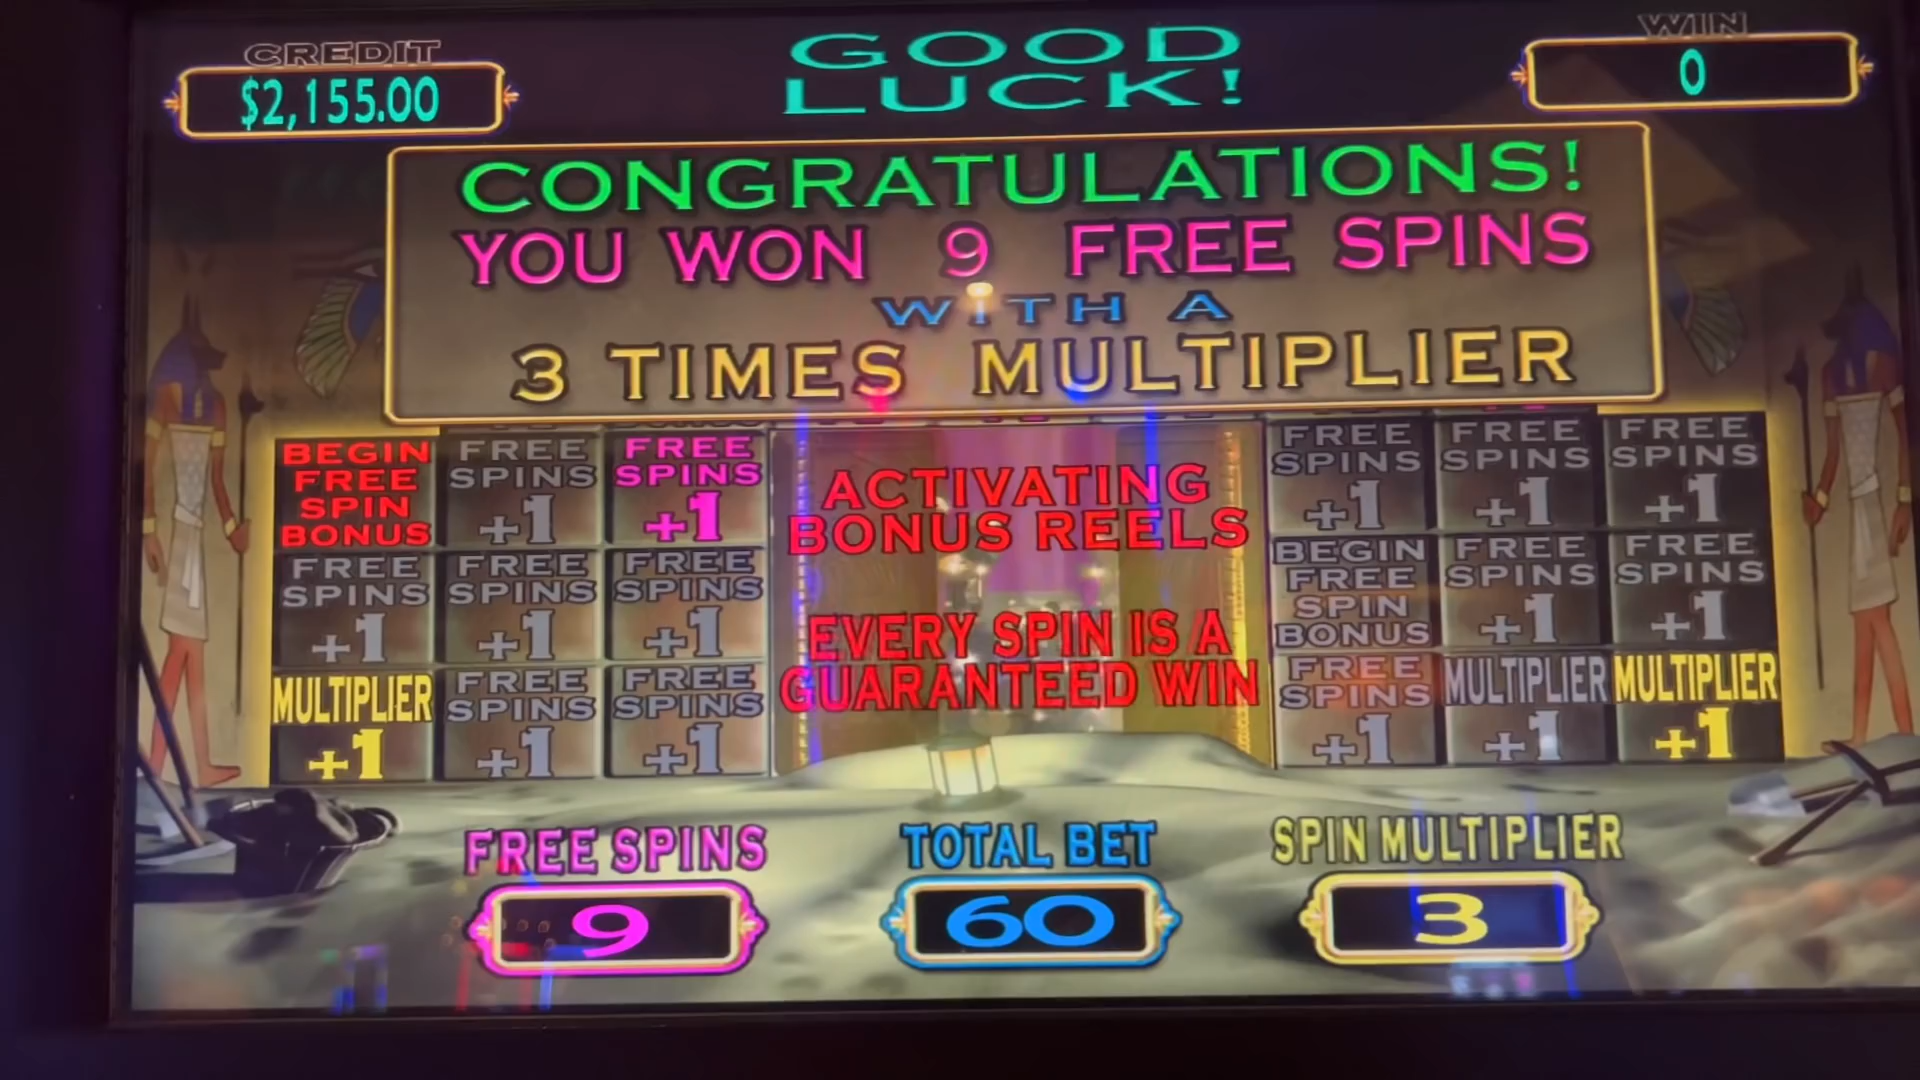 CREDIT
$2,155.00
GOOD
LUCK!
WIN
0
CONGRATULATIONS!
YOU WON 9 FREE SPINS
WITH A
3 TIMES MULTIPLIER
BEGIN
FREE
SPIN
BONUS
FREE
SPINS
+1
FREE
SPINS
+1
FREE
SPINS
+1
FREE
SPINS
+1
FREE
SPINS
+1
MULTIPLIER
+1
FREE
SPINS
+1
FREE
SPINS
+1
ACTIVATING
BONUS REELS
EVERY SPIN IS A
GUARANTEED WIN
FREE
SPINS
+1
FREE
SPINS
+1
FREE
SPINS
+1
BEGIN
FREE
SPIN
BONUS
FREE
SPINS
+1
FREE
SPINS
+1
FREE
SPINS
+1
MULTIPLIER
+1
MULTIPLIER
+1
FREE SPINS
9
TOTAL BET
60
SPIN MULTIPLIER
3